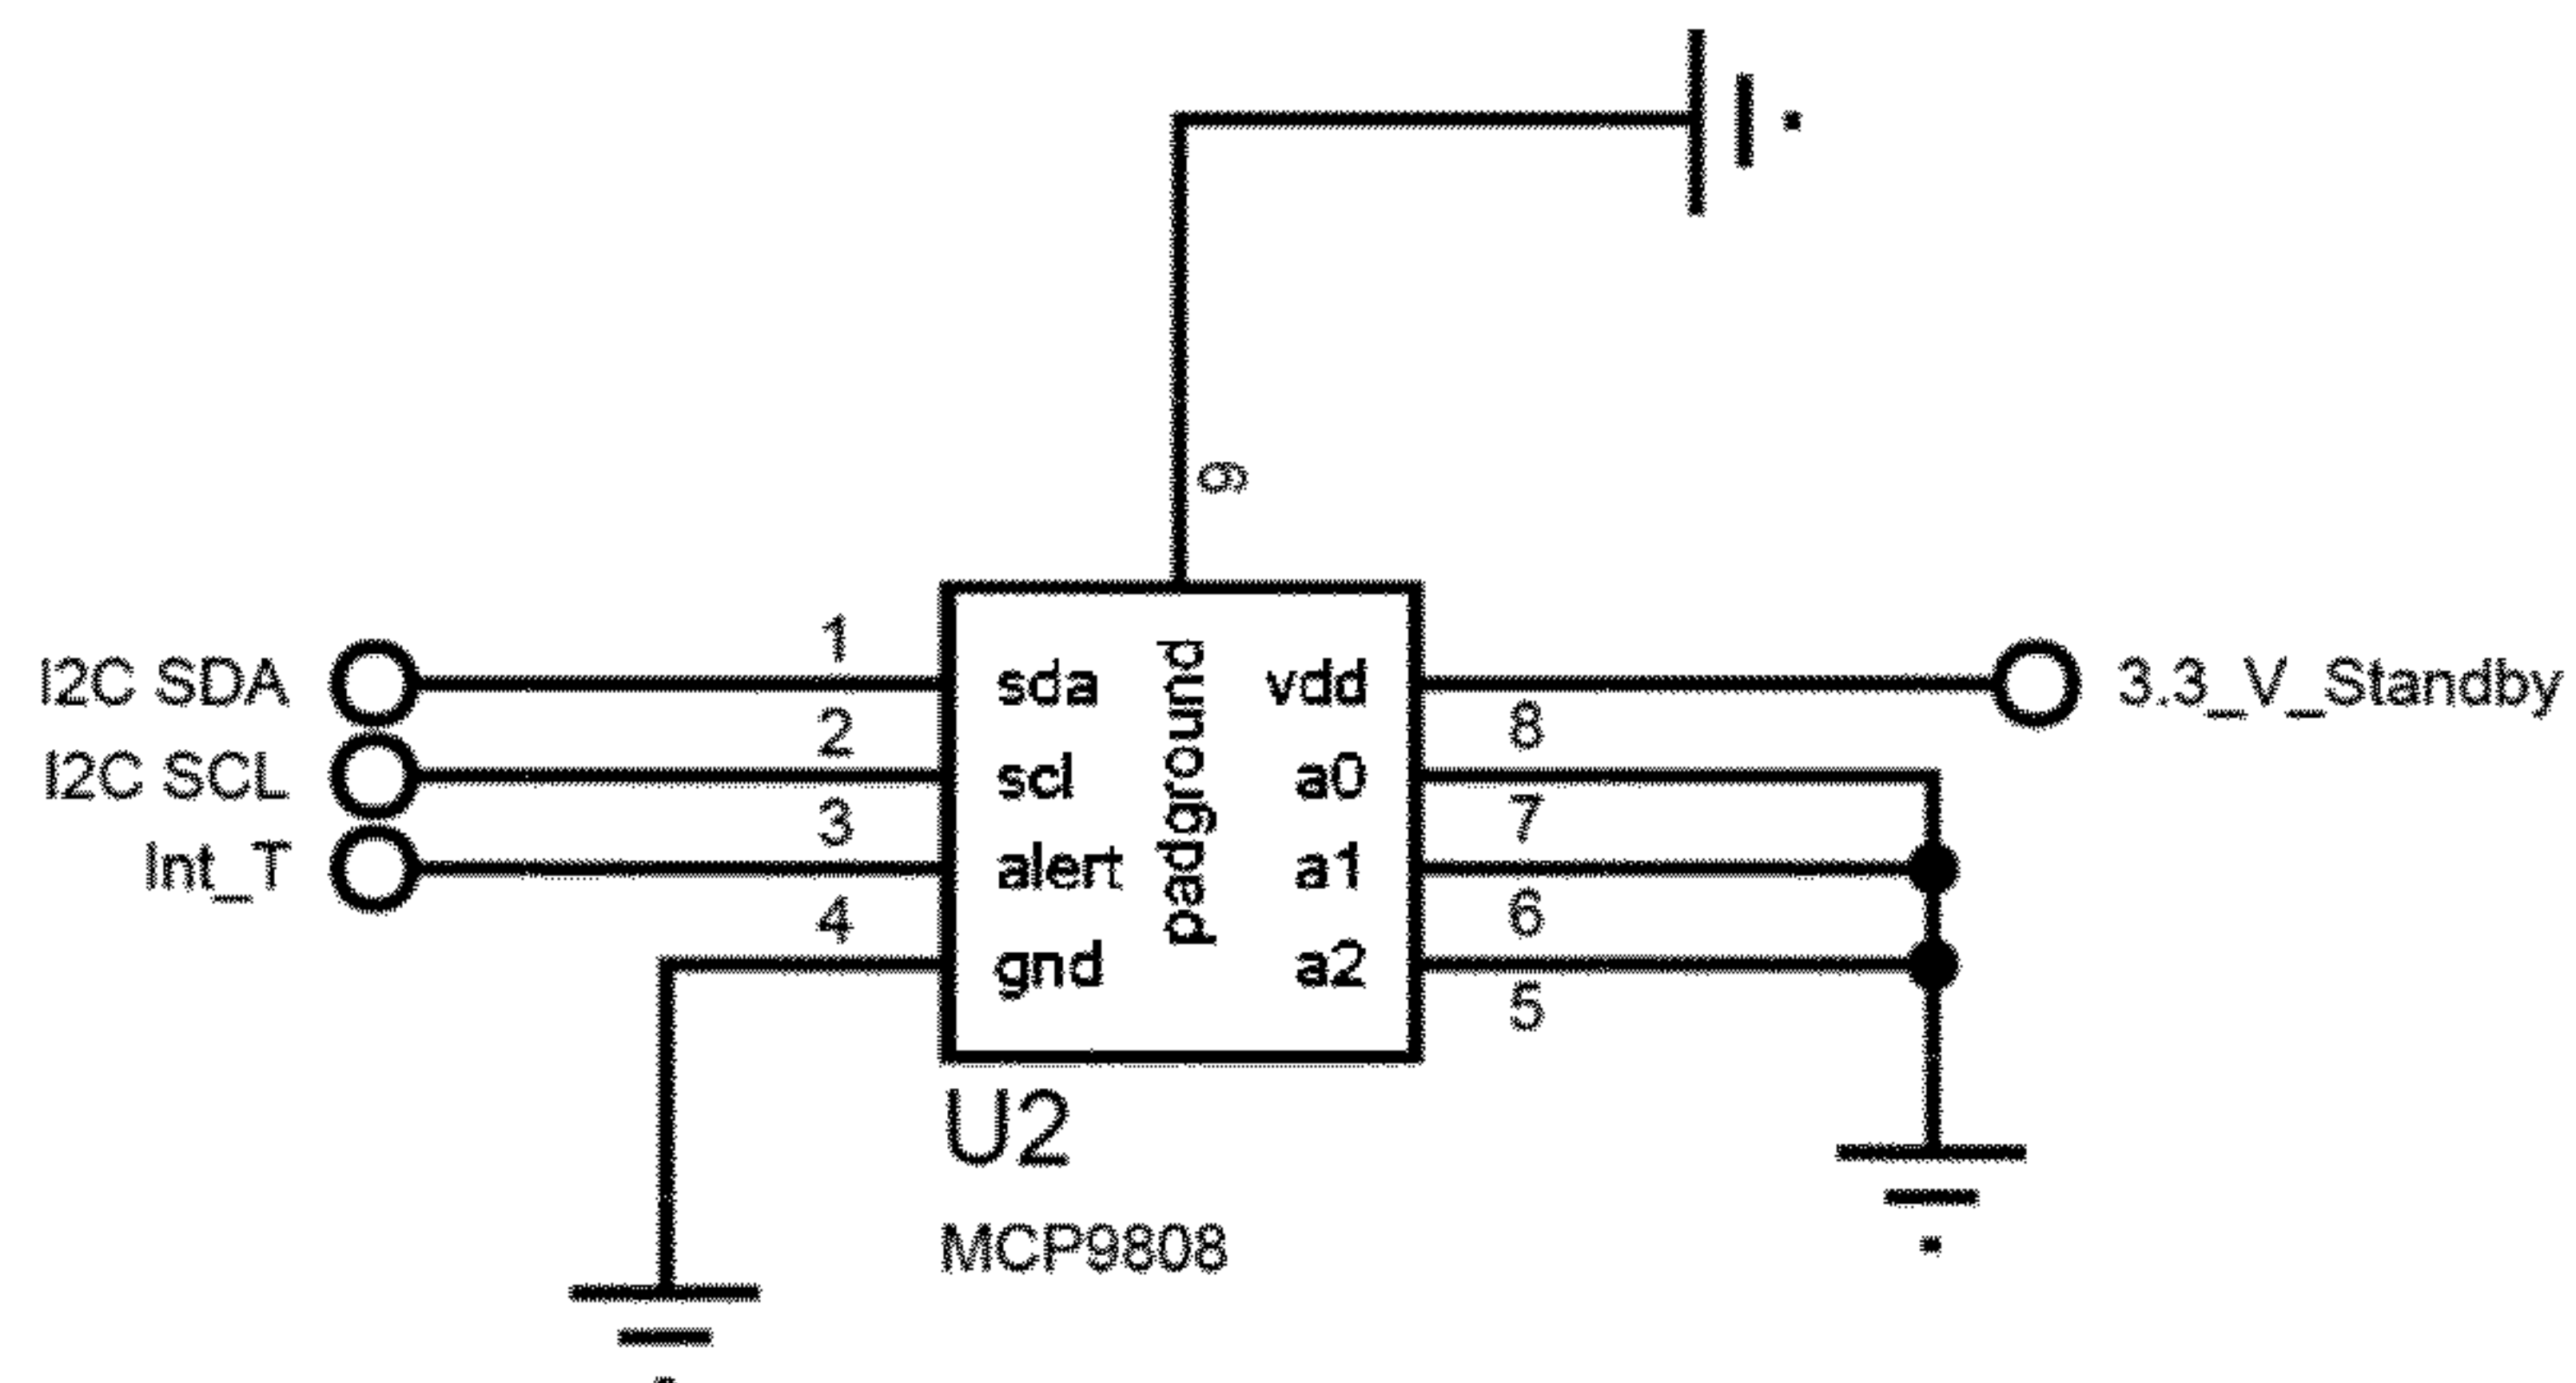 9
I2C SDA
1
sda
padground
vdd
8
3.3_V_Standby
I2C SCL
2
scl
a0
7
Int_T
3
alert
a1
6
4
gnd
a2
5
U2
MCP9808